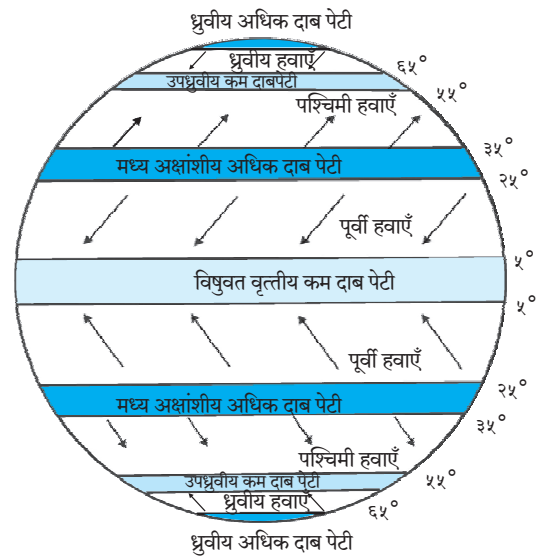 ध्रुवीय अधिक दाब पेटी
ध्रुवीय हवाएँ
६५°
उपध्रुवीय कम दाबपेटी
५५°
पश्चिमी हवाएँ
३५°
मध्य अक्षांशीय अधिक दाब पेटी
२५°
पूर्वी हवाएँ
५°
विषुवत वृत्तीय कम दाब पेटी
५°
पूर्वी हवाएँ
२५°
मध्य अक्षांशीय अधिक दाब पेटी
३५°
पश्चिमी हवाएँ
५५°
उपध्रुवीय कम दाब पेटी
ध्रुवीय हवाएँ
६५°
ध्रुवीय अधिक दाब पेटी